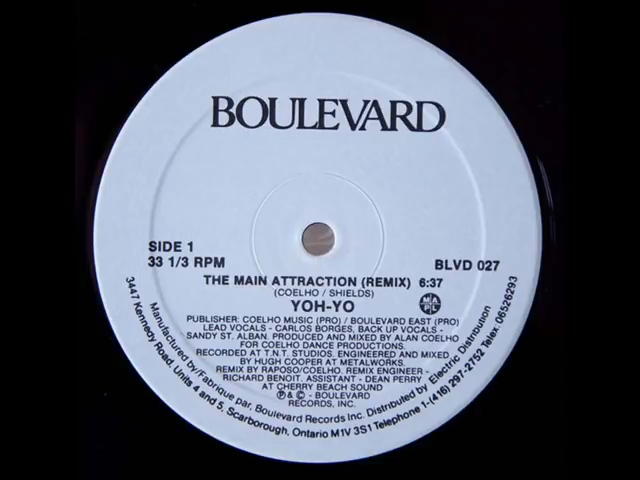 BOULEVARD
SIDE 1
33 1/3 RPM
BLVD 027
THE MAIN ATTRACTION (REMIX) 6:37
(COELHO / SHIELDS)
YOH-YO
MAPL
PUBLISHER: COELHO MUSIC (PRO) / BOULEVARD EAST (PRO)
LEAD VOCALS - CARLOS BORGES, BACK UP VOCALS -
SANDY ST. ALBAN. PRODUCED AND MIXED BY ALAN COELHO
FOR COELHO DANCE PRODUCTIONS.
RECORDED AT T.N.T. STUDIOS. ENGINEERED AND MIXED
BY HUGH COOPER AT METALWORKS.
REMIX BY RAPOSO/COELHO. REMIX ENGINEER -
RICHARD BENOIT. ASSISTANT - DEAN PERRY
AT CHERRY BEACH SOUND
℗ & © - BOULEVARD
RECORDS, INC.
Manufactured by/Fabrique par, Boulevard Records Inc. Distributed by Electric Distribution
3447 Kennedy Road, Units 4 and 5, Scarborough, Ontario M1V 3S1 Telephone 1-(416) 297-2152 Telex. 06526293